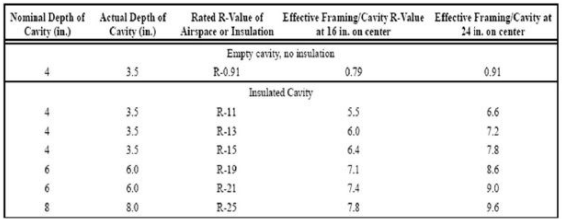 Nominal Depth of Cavity (in.) Actual Depth of Cavity (in.) Rated R-Value of Airspace or Insulation Effective Framing/Cavity R-Value at 16 in. on center Effective Framing/Cavity at 24 in. on center
Empty cavity, no insulation
4 3.5 R-0.91 0.79 0.91
Insulated Cavity
4 3.5 R-11 5.5 6.6
4 3.5 R-13 6.0 7.2
4 3.5 R-15 6.4 7.8
6 6.0 R-19 7.1 8.6
6 6.0 R-21 7.4 9.0
8 8.0 R-25 7.8 9.6